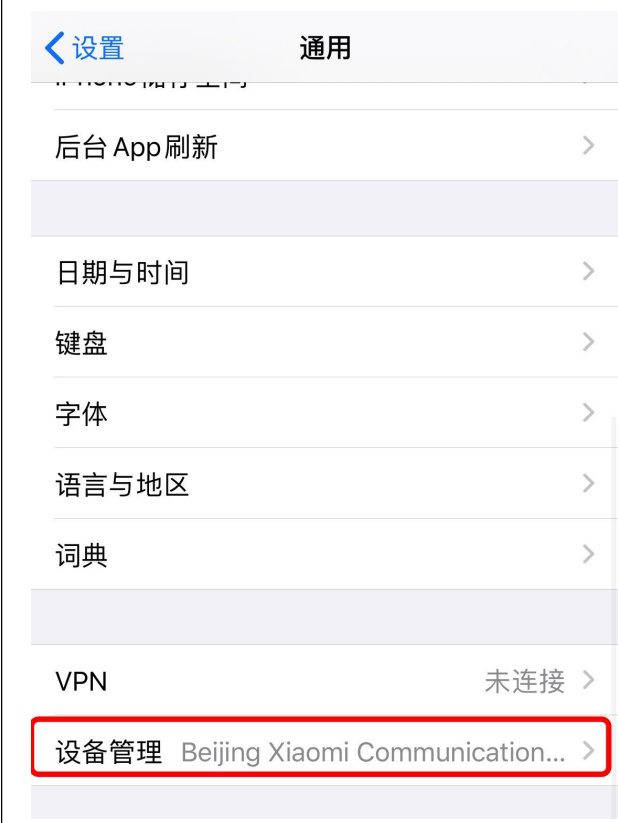 设置 通用
后台App刷新
日期与时间
键盘
字体
语言与地区
词典
VPN 未连接
设备管理 Beijing Xiaomi Communication...